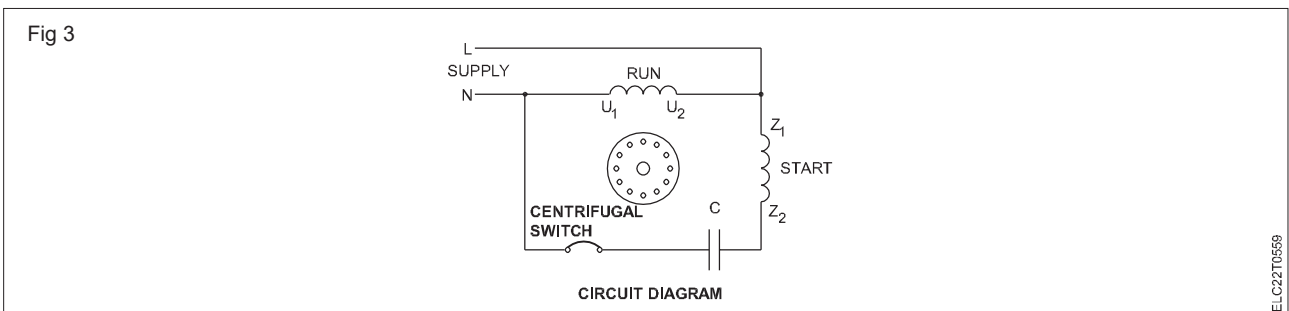 Fig 3
L
SUPPLY
N
RUN
U1 U2
Z1
START
Z2
C
CENTRIFUGAL
SWITCH
CIRCUIT DIAGRAM
ELC22T0559